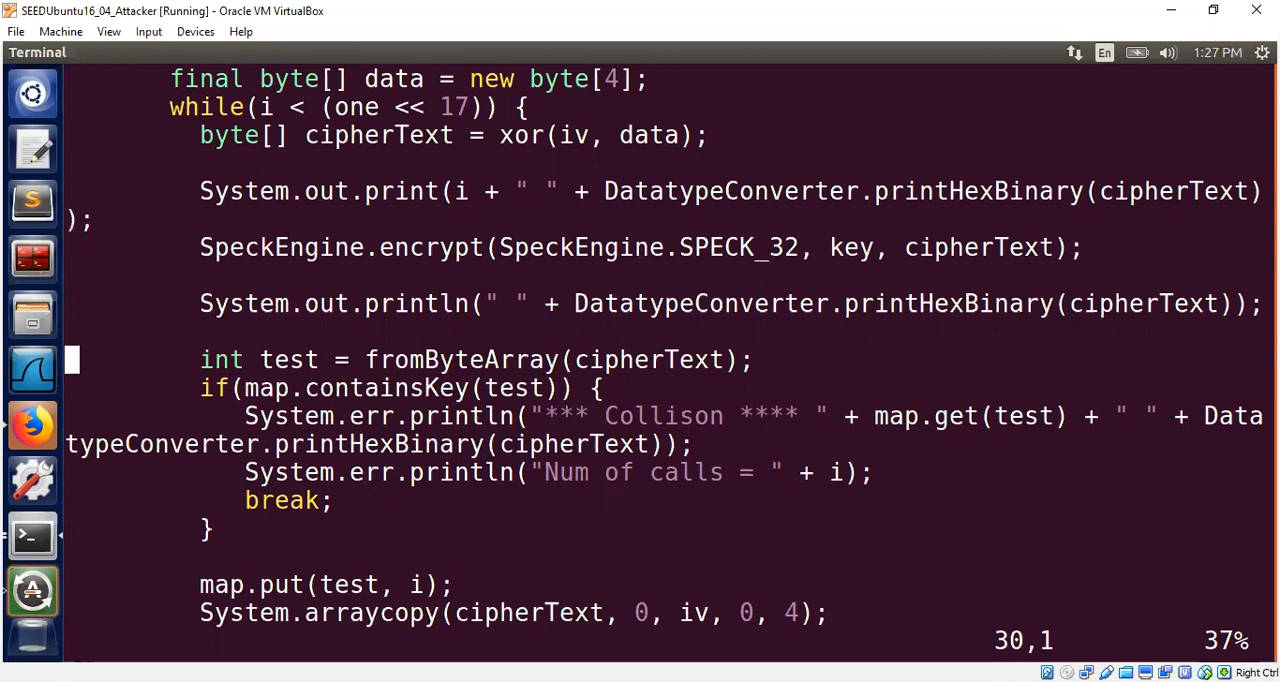 SEEDUbuntu16_04_Attacker [Running] - Oracle VM VirtualBox
File Machine View Input Devices Help
Terminal En 1:27 PM
final byte[] data = new byte[4];
while(i < (one << 17)) {
byte[] cipherText = xor(iv, data);
System.out.print(i + " " + DatatypeConverter.printHexBinary(cipherText)
);
SpeckEngine.encrypt(SpeckEngine.SPECK_32, key, cipherText);
System.out.println(" " + DatatypeConverter.printHexBinary(cipherText));
int test = fromByteArray(cipherText);
if(map.containsKey(test)) {
System.err.println("*** Collison **** " + map.get(test) + " " + Data
typeConverter.printHexBinary(cipherText));
System.err.println("Num of calls = " + i);
break;
}
map.put(test, i);
System.arraycopy(cipherText, 0, iv, 0, 4);
30,1 37%
Right Ctrl